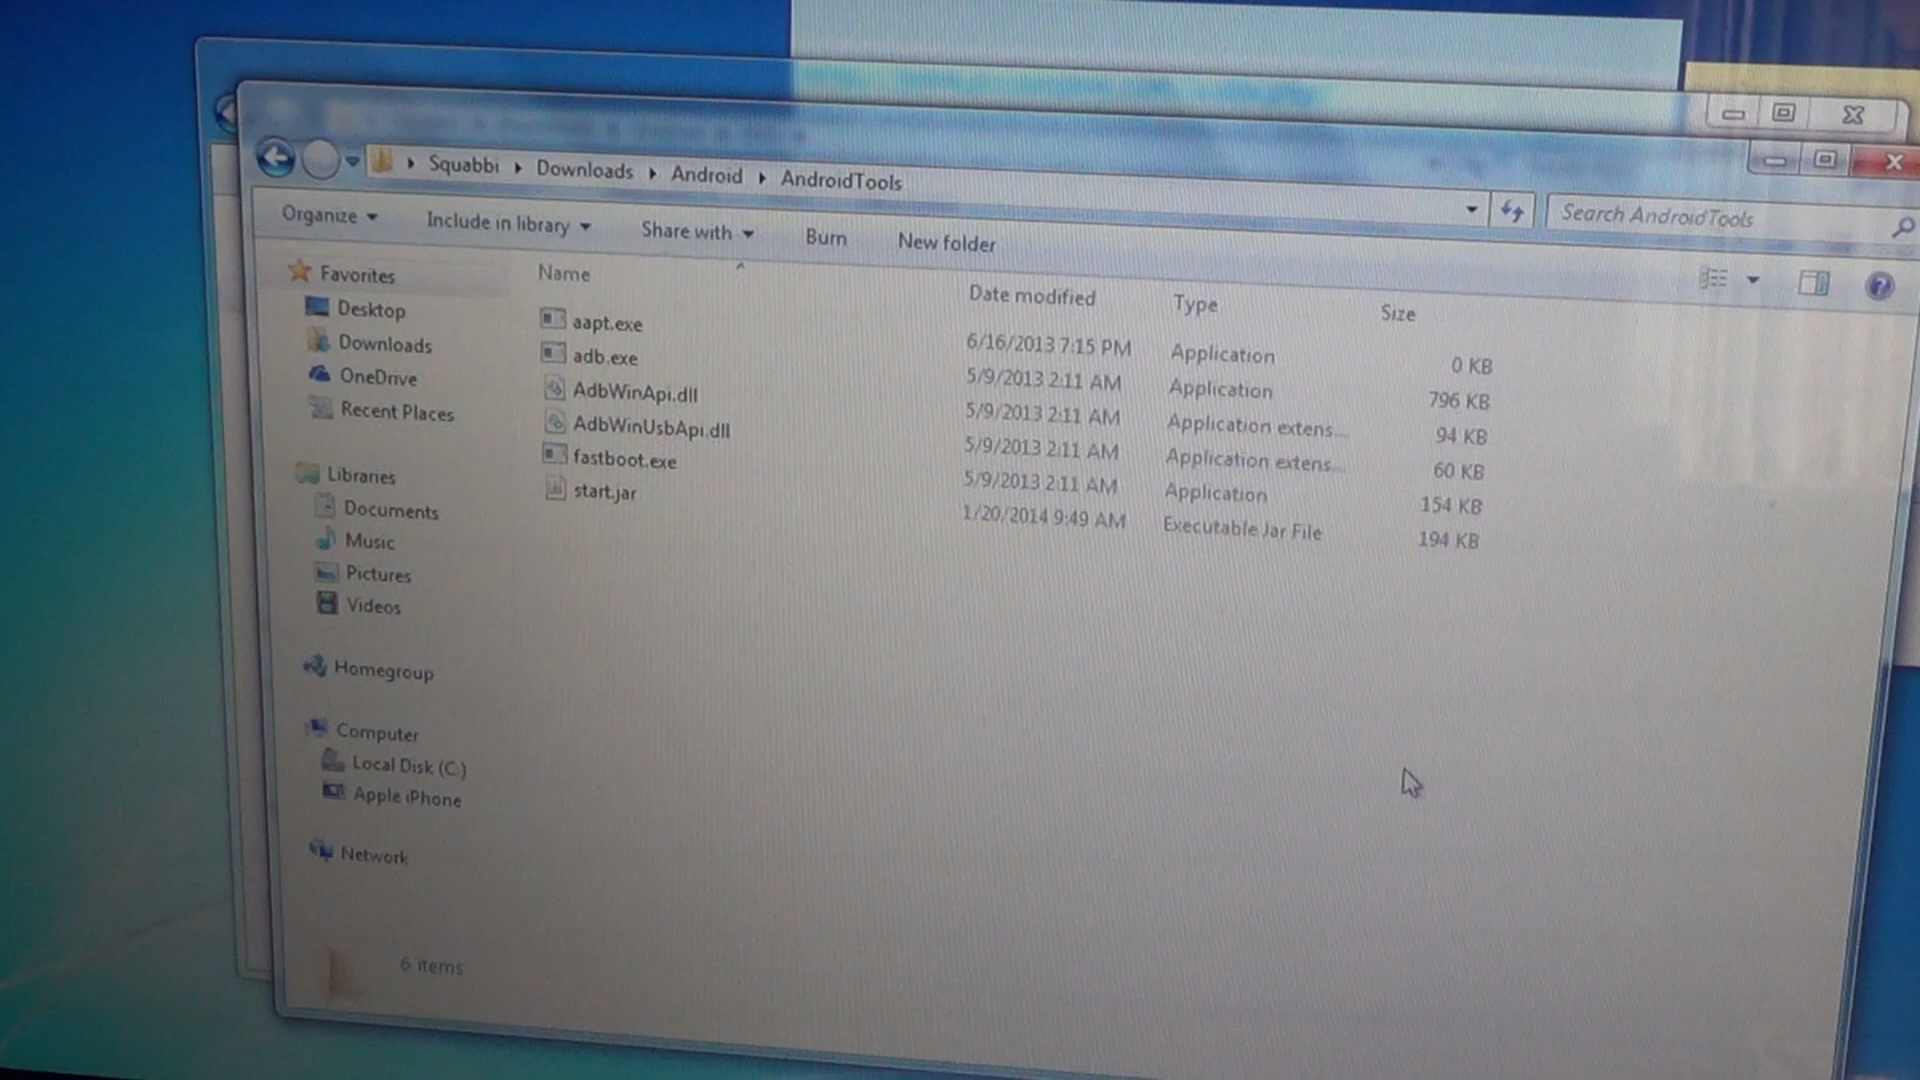 Squabbi Downloads Android AndroidTools
Search AndroidTools
Organize Include in library Share with Burn New folder
Name Date modified Type Size
aapt.exe 6/16/2013 7:15 PM Application 0 KB
adb.exe 5/9/2013 2:11 AM Application 796 KB
AdbWinApi.dll 5/9/2013 2:11 AM Application extens... 94 KB
AdbWinUsbApi.dll 5/9/2013 2:11 AM Application extens... 60 KB
fastboot.exe 5/9/2013 2:11 AM Application 154 KB
start.jar 1/20/2014 9:49 AM Executable Jar File 194 KB
Favorites
Desktop
Downloads
OneDrive
Recent Places
Libraries
Documents
Music
Pictures
Videos
Homegroup
Computer
Local Disk (C:)
Apple iPhone
Network
6 items